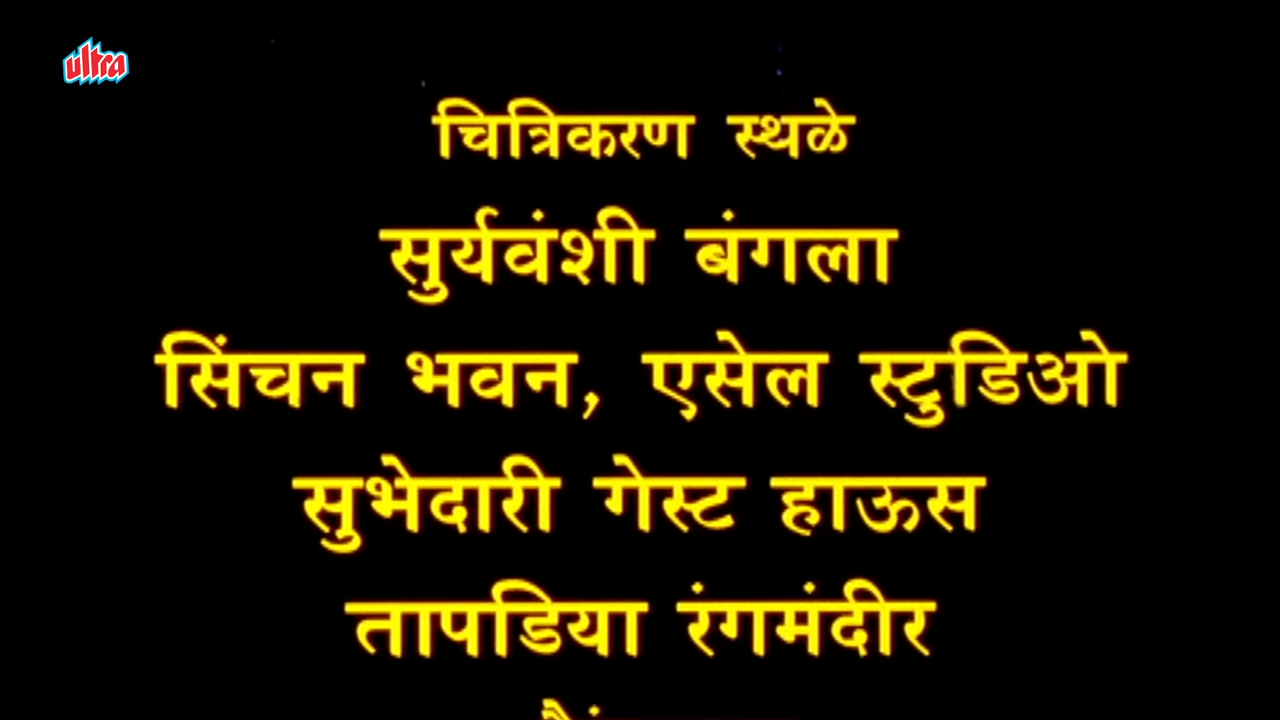 ultra
चित्रिकरण स्थळे
सुर्यवंशी बंगला
सिंचन भवन, एसेल स्टुडिओ
सुभेदारी गेस्ट हाऊस
तापडिया रंगमंदीर